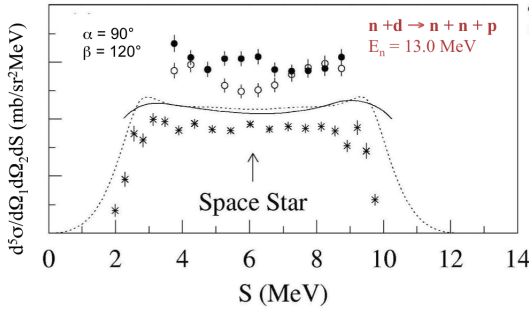 α = 90°
β = 120°
n +d → n + n + p
Eₙ = 13.0 MeV
d⁵σ/dΩ₁dΩ₂dS (mb/sr²MeV)
Space Star
0 2 4 6 8 10 12 14
S (MeV)